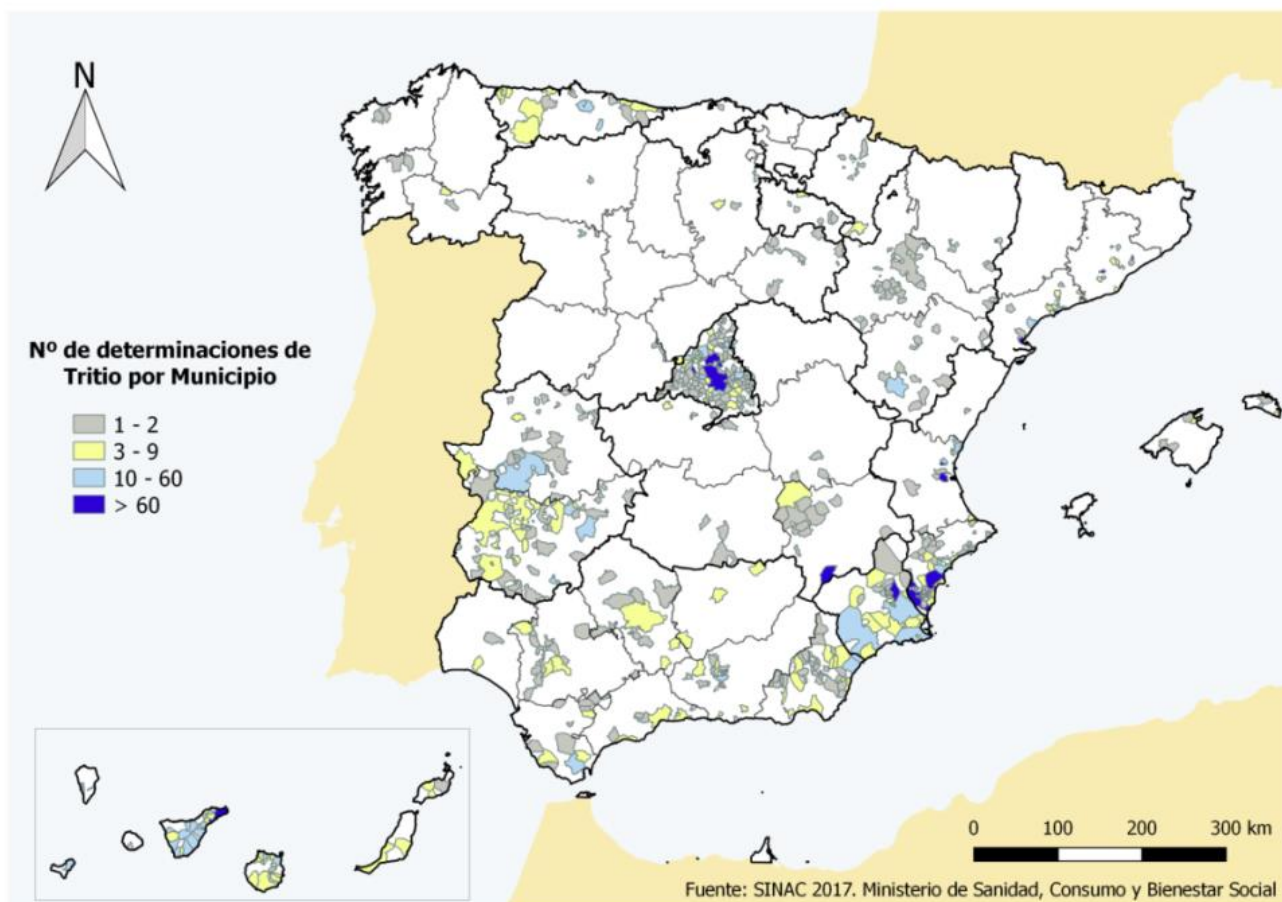 N
Nº de determinaciones de
Tritio por Municipio
1 - 2
3 - 9
10 - 60
> 60
0 100 200 300 km
Fuente: SINAC 2017. Ministerio de Sanidad, Consumo y Bienestar Social